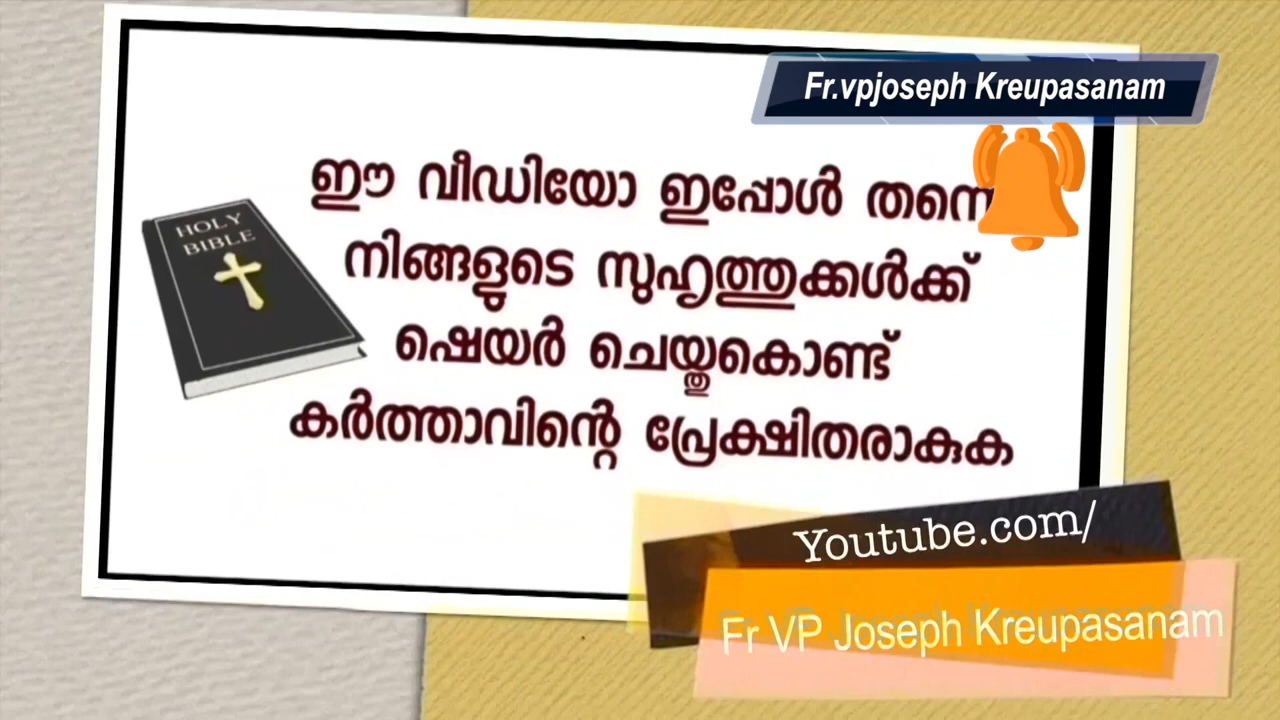 Fr.vpjoseph Kreupasanam
HOLY
BIBLE
ഈ വീഡിയോ ഇപ്പോൾ തന്നെ
നിങ്ങളുടെ സുഹൃത്തുക്കൾക്ക്
ഷെയർ ചെയ്തുകൊണ്ട്
കർത്താവിന്റെ പ്രേക്ഷിതരാകുക
Youtube.com/
Fr VP Joseph Kreupasanam